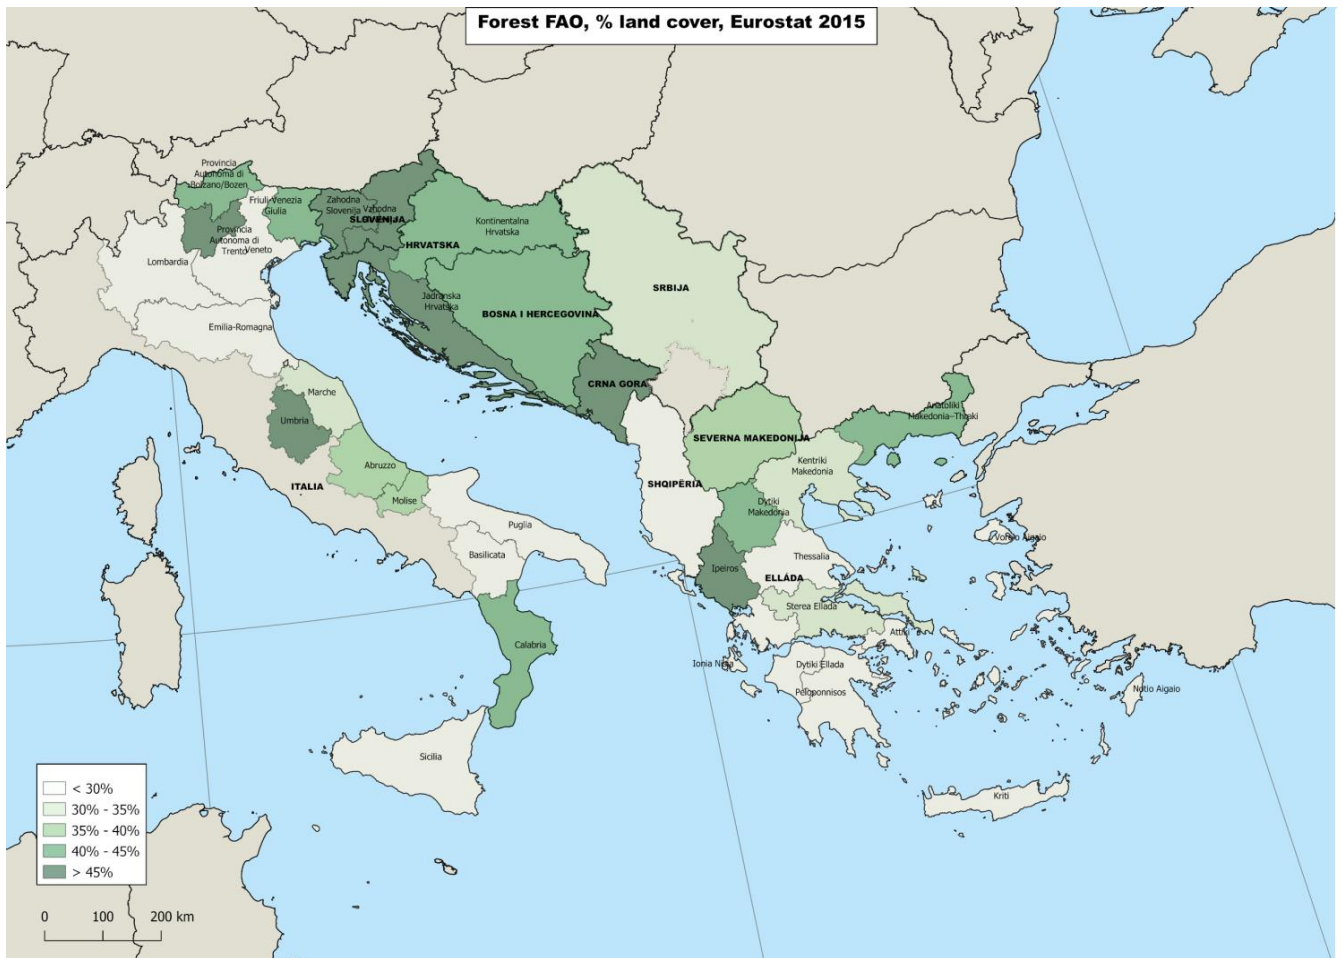 Forest FAO, % land cover, Eurostat 2015
Provincia
Autonoma di
Bolzano/Bozen
Friuli-Venezia
Giulia
Zahodna
Slovenija
SLOVENIJA
Kontinentalna
Hrvatska
Provincia
Autonoma di
Trento
Veneto
HRVATSKA
Lombardia
SRBIJA
Jadranska
Hrvatska
BOSNA I HERCEGOVINA
Emilia-Romagna
CRNA GORA
Marche
Umbria
Anatoliki
Makedonia-Thraki
SEVERNA MAKEDONIJA
Abruzzo
Kentriki
Makedonia
ITALIA
SHQIPËRIA
Molise
Dytiki
Makedonia
Puglia
Voreio Aigaio
Basilicata
Thessalia
Ipeiros
ELLÁDA
Sterea Ellada
Attiki
Calabria
Ionia Nisia
Dytiki Ellada
Peloponnisos
Notio Aigaio
Sicilia
Kriti
< 30%
30% - 35%
35% - 40%
40% - 45%
> 45%
0 100 200 km